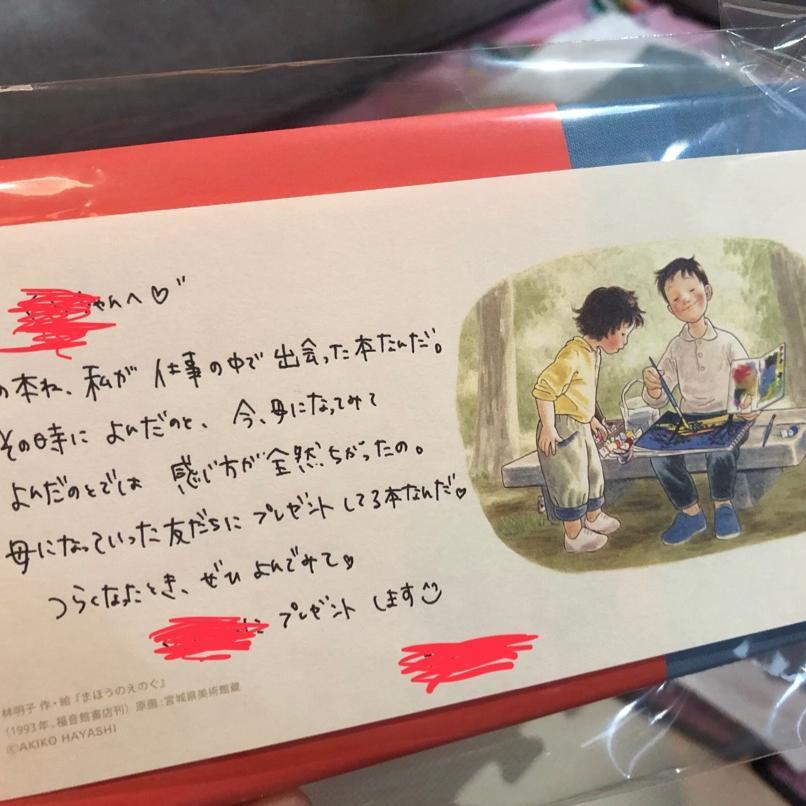 ちゃんへ♡"
の本ね、私が 仕事の中で 出会った本なんだ。
その時に よんだのと、今、母になってみて
よんだのとでは 感じ方が全然ちがったの。
母になっていった友だちに プレゼントしてる本なんだ♡
つらくなったとき、ぜひ よんでみて♡
に プレゼント します
林明子 作・絵『まほうのえのぐ』
(1993年、福音館書店刊) 原画:宮城県美術館蔵
©AKIKO HAYASHI